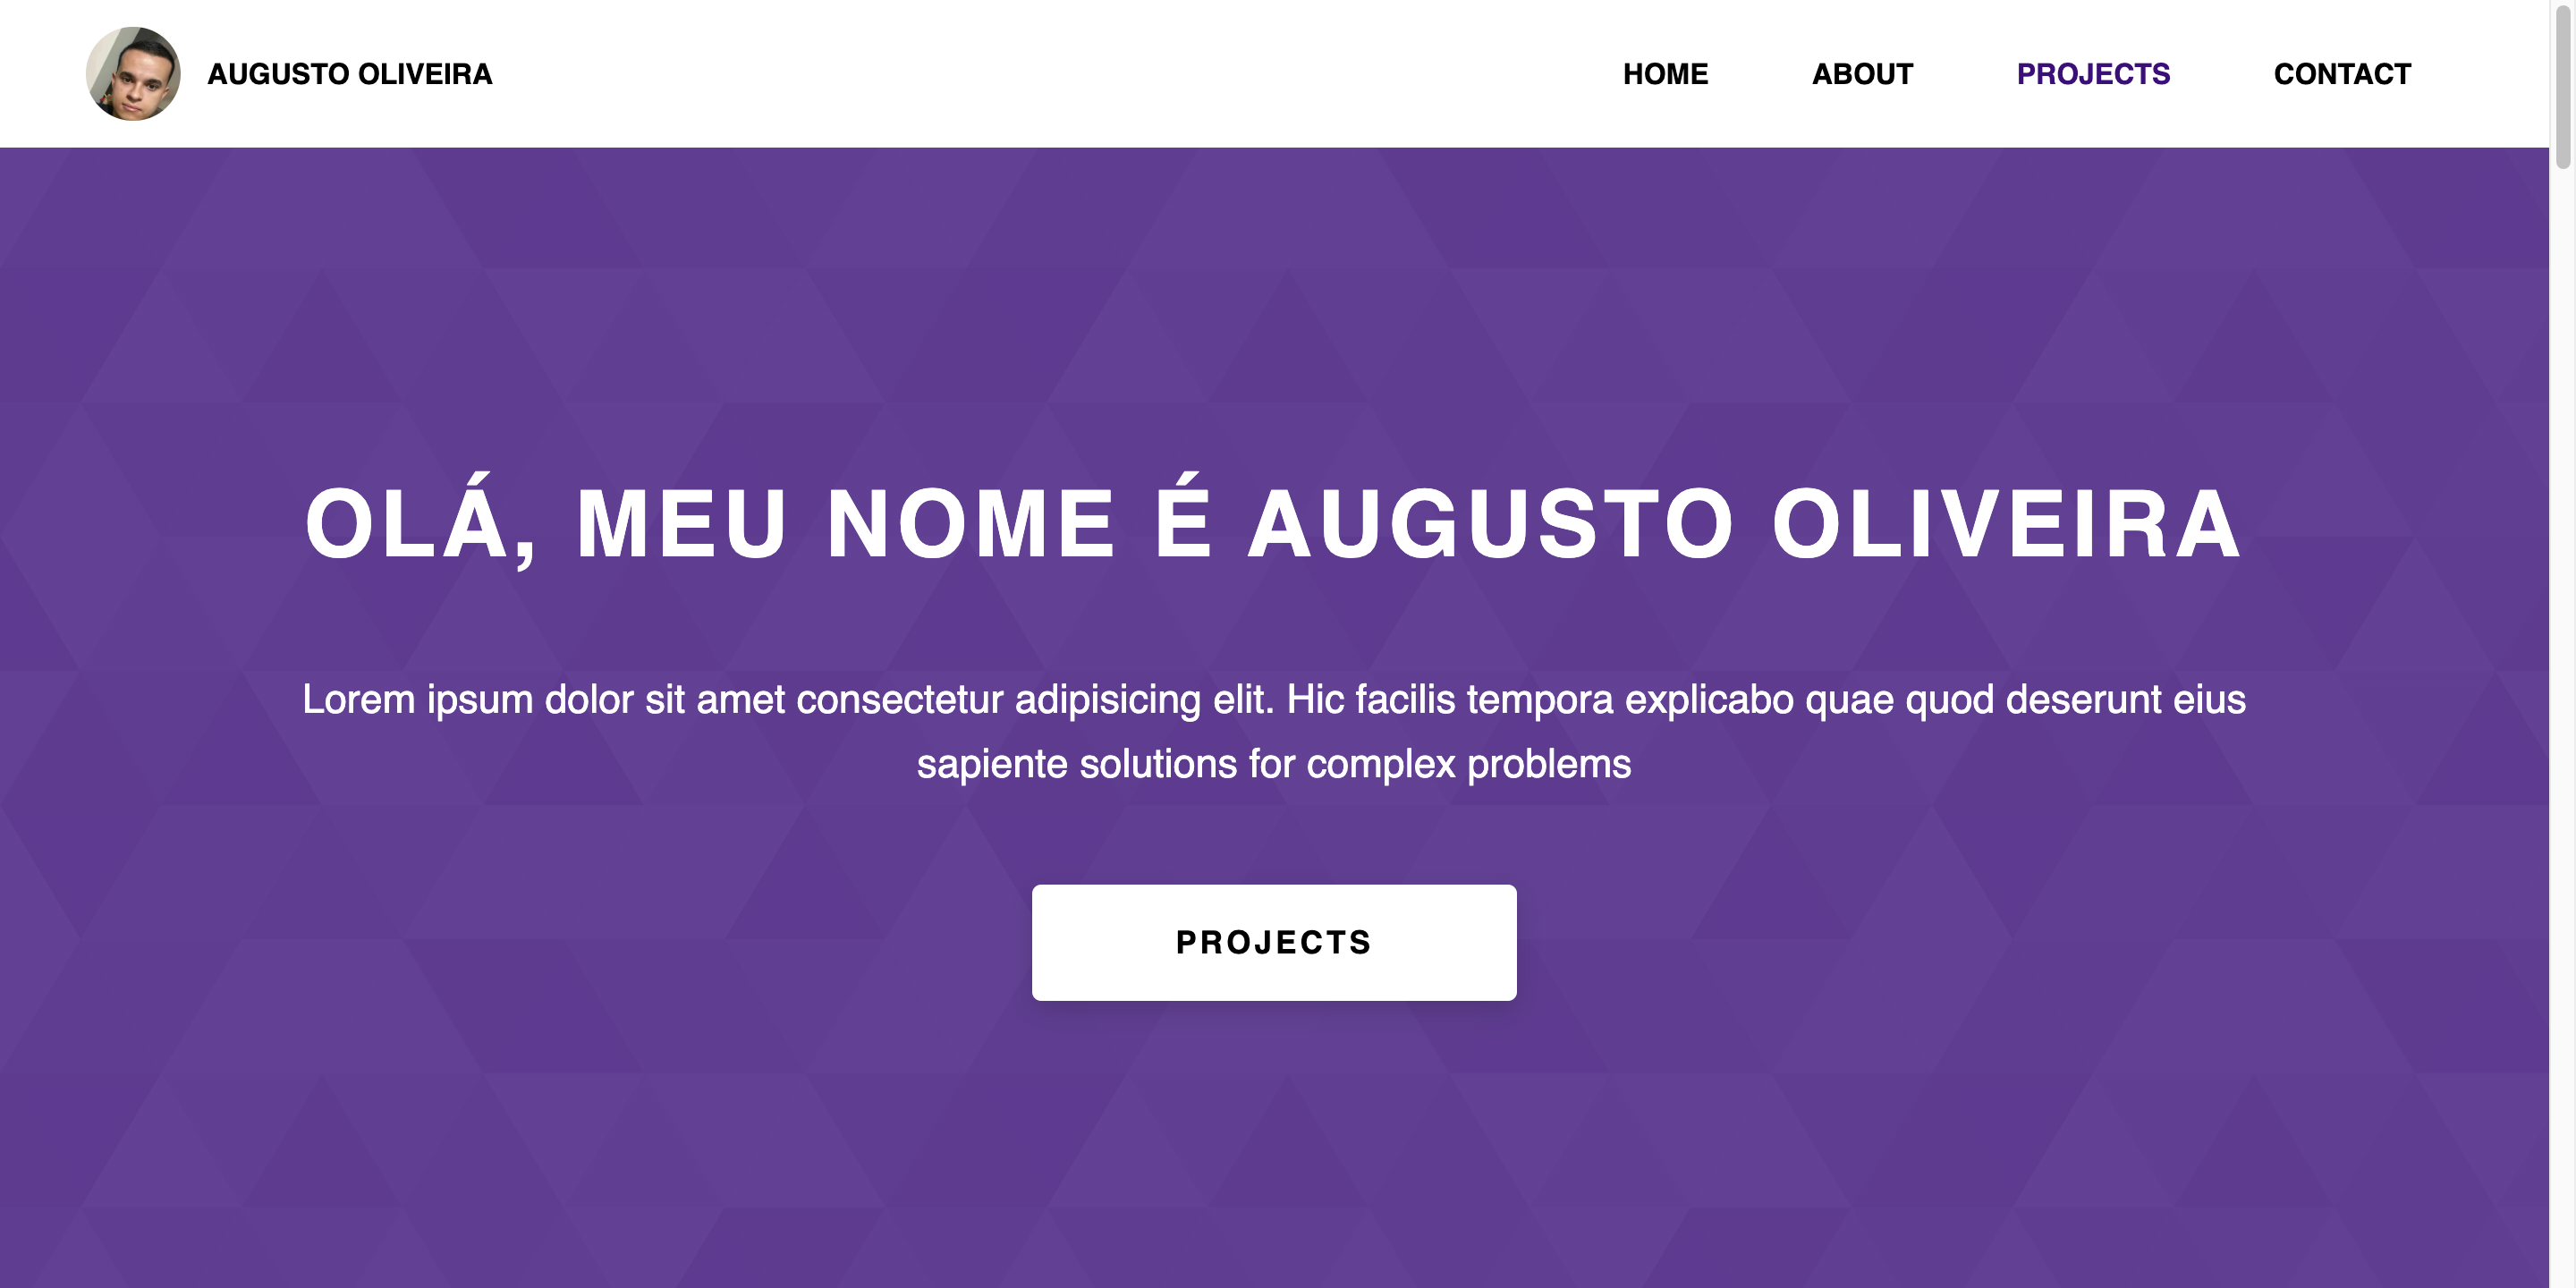 AUGUSTO OLIVEIRA
HOME
ABOUT
PROJECTS
CONTACT
OLÁ, MEU NOME É AUGUSTO OLIVEIRA
Lorem ipsum dolor sit amet consectetur adipisicing elit. Hic facilis tempora explicabo quae quod deserunt eius
sapiente solutions for complex problems
PROJECTS